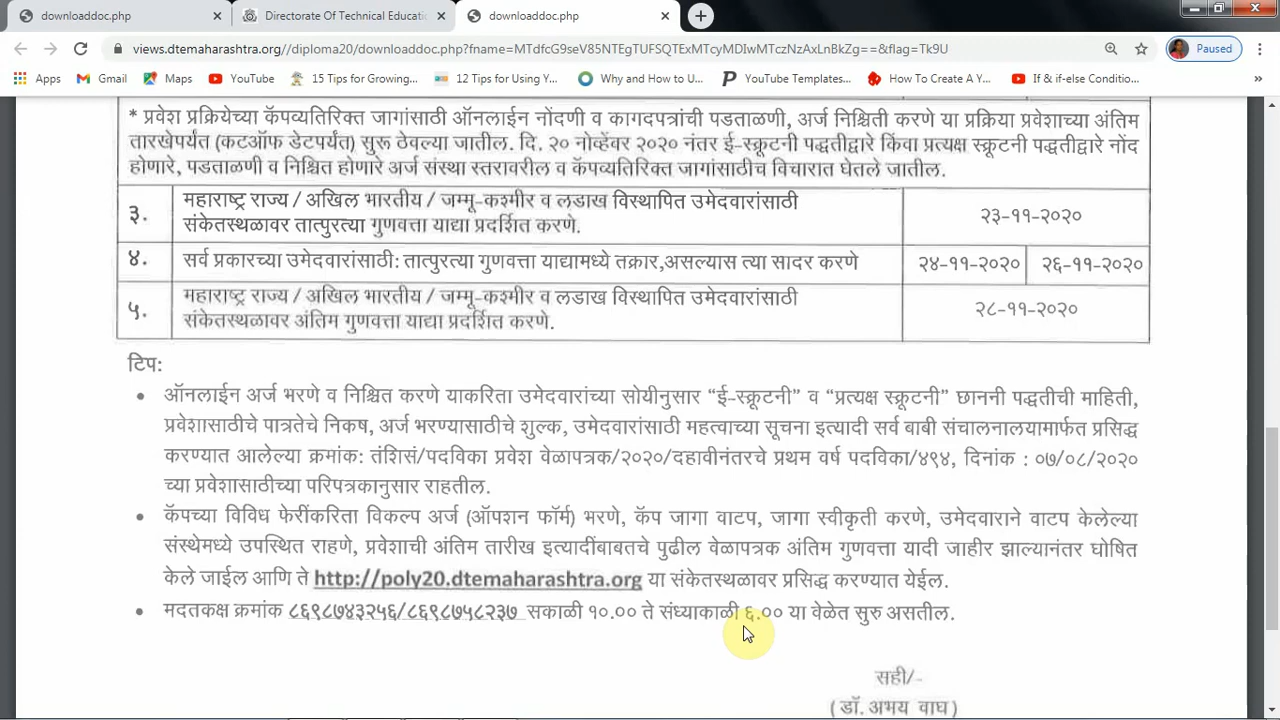 downloaddoc.php
Directore Of Technical Educatio
downloaddoc.php
views.dtemaharashtra.org//diploma20/downloaddoc.php?fnpme=MTdfcG9seV85NTEgTUFSQTExMTcyMDIwMTczNzAxLnBkZg==&flag=Tk9U
Paused
Apps
Gmail
Maps
YouTube
15 Tips for Growing...
12 Tips for Using Y...
Why and How to U...
YouTube Templates...
How To Create A Y...
If & if-else Conditio...
* प्रवेश प्रक्रियेच्या कॅपव्यतिरिक्त जागांसाठी ऑनलाईन नोंदणी व कागदपत्रांची पडताळणी, अर्ज निश्चिती करणे या प्रक्रिया प्रवेशाच्या अंतिम
तारखेपर्यंत (कटऑफ डेटपर्यंत) सुरू ठेवल्या जातील. दि. २० नोव्हेंबर २०२० नंतर ई-स्क्रूटनी पद्धतीद्वारे किंवा प्रत्यक्ष स्क्रूटनी पद्धतीद्वारे नोंद
होणारे, पडताळणी व निश्चित होणारे अर्ज संस्था स्तरावरील व कॅपव्यतिरिक्त जागांसाठीच विचारात घेतले जातील.
३. महाराष्ट्र राज्य / अखिल भारतीय / जम्मू-कश्मीर व लडाख विस्थापित उमेदवारांसाठी
संकेतस्थळावर तात्पुरत्या गुणवत्ता याद्या प्रदर्शित करणे. २३-११-२०२०
४. सर्व प्रकारच्या उमेदवारांसाठी: तात्पुरत्या गुणवत्ता याद्यामध्ये तक्रार,असल्यास त्या सादर करणे २४-११-२०२० २६-११-२०२०
५. महाराष्ट्र राज्य / अखिल भारतीय / जम्मू-कश्मीर व लडाख विस्थापित उमेदवारांसाठी
संकेतस्थळावर अंतिम गुणवत्ता याद्या प्रदर्शित करणे. २८-११-२०२०
टिप:
• ऑनलाईन अर्ज भरणे व निश्चित करणे याकरिता उमेदवारांच्या सोयीनुसार “ई-स्क्रूटनी” व “प्रत्यक्ष स्क्रूटनी” छाननी पद्धतीची माहिती,
प्रवेशासाठीचे पात्रतेचे निकष, अर्ज भरण्यासाठीचे शुल्क, उमेदवारांसाठी महत्वाच्या सूचना इत्यादी सर्व बाबी संचालनालयामार्फत प्रसिद्ध
करण्यात आलेल्या क्रमांक: तंशिसं/पदविका प्रवेश वेळापत्रक/२०२०/दहावीनंतरचे प्रथम वर्ष पदविका/४९४, दिनांक : ०७/०८/२०२०
च्या प्रवेशासाठीच्या परिपत्रकानुसार राहतील.
• कॅपच्या विविध फेरींकरिता विकल्प अर्ज (ऑपशन फॉर्म) भरणे, कॅप जागा वाटप, जागा स्वीकृती करणे, उमेदवाराने वाटप केलेल्या
संस्थेमध्ये उपस्थित राहणे, प्रवेशाची अंतिम तारीख इत्यादींबाबतचे पुढील वेळापत्रक अंतिम गुणवत्ता यादी जाहीर झाल्यानंतर घोषित
केले जाईल आणि ते http://poly20.dtemaharashtra.org या संकेतस्थळावर प्रसिद्ध करण्यात येईल.
• मदतकक्ष क्रमांक ८६९८७४३२५६/८६९८७५८२३७ सकाळी १०.०० ते संध्याकाळी ६.०० या वेळेत सुरु असतील.
सही/-
(डॉ. अभय वाघ)